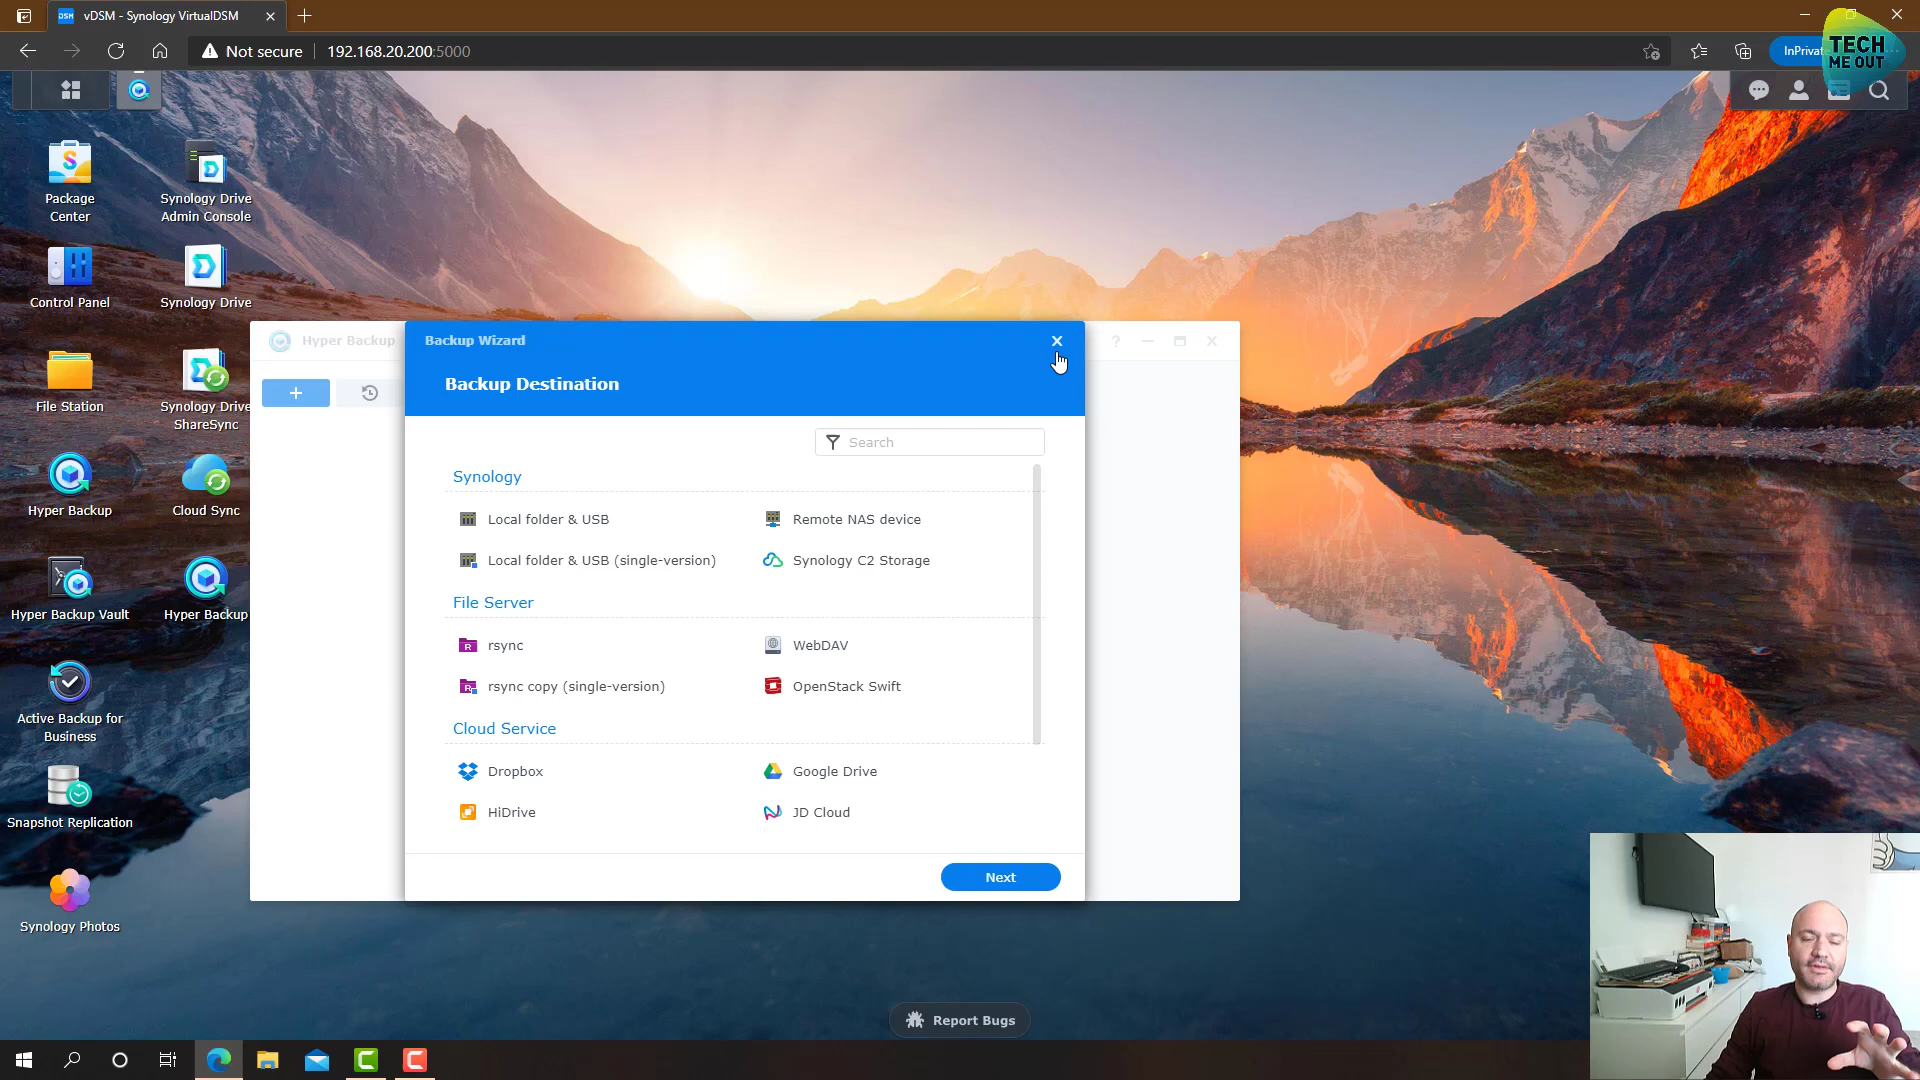 vDSM - Synology VirtualDSM
Not secure
192.168.20.200:5000
InPrivate
TECH
ME OUT
Package
Center
Synology Drive
Admin Console
Control Panel
Synology Drive
File Station
Synology Drive
ShareSync
Hyper Backup
Cloud Sync
Hyper Backup Vault
Hyper Backup
Active Backup for
Business
Snapshot Replication
Synology Photos
Hyper Backup
Backup Wizard
Backup Destination
Search
Synology
Local folder & USB
Remote NAS device
Local folder & USB (single-version)
Synology C2 Storage
File Server
rsync
WebDAV
rsync copy (single-version)
OpenStack Swift
Cloud Service
Dropbox
Google Drive
HiDrive
JD Cloud
Next
Report Bugs